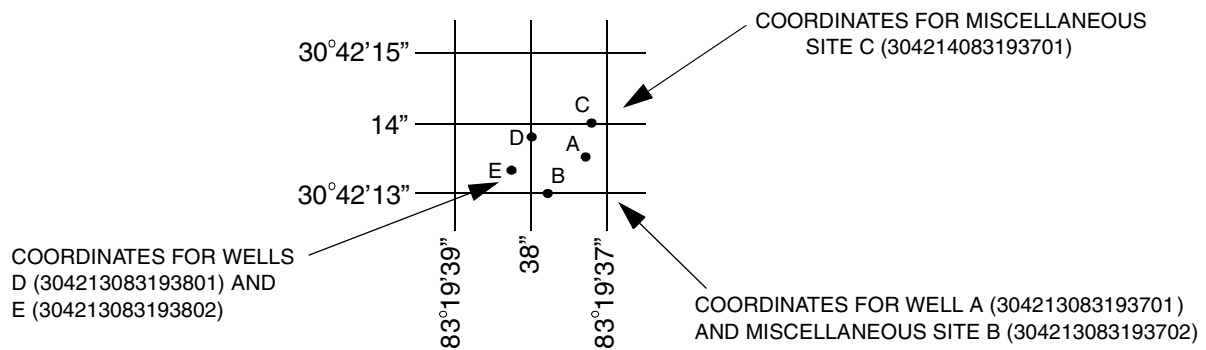 COORDINATES FOR MISCELLANEOUS
SITE C (304214083193701)
30°42'15"
C
14"
D
A
E
B
30°42'13"
COORDINATES FOR WELLS
D (304213083193801) AND
E (304213083193802)
83°19'39"
38"
83°19'37"
COORDINATES FOR WELL A (304213083193701)
AND MISCELLANEOUS SITE B (304213083193702)